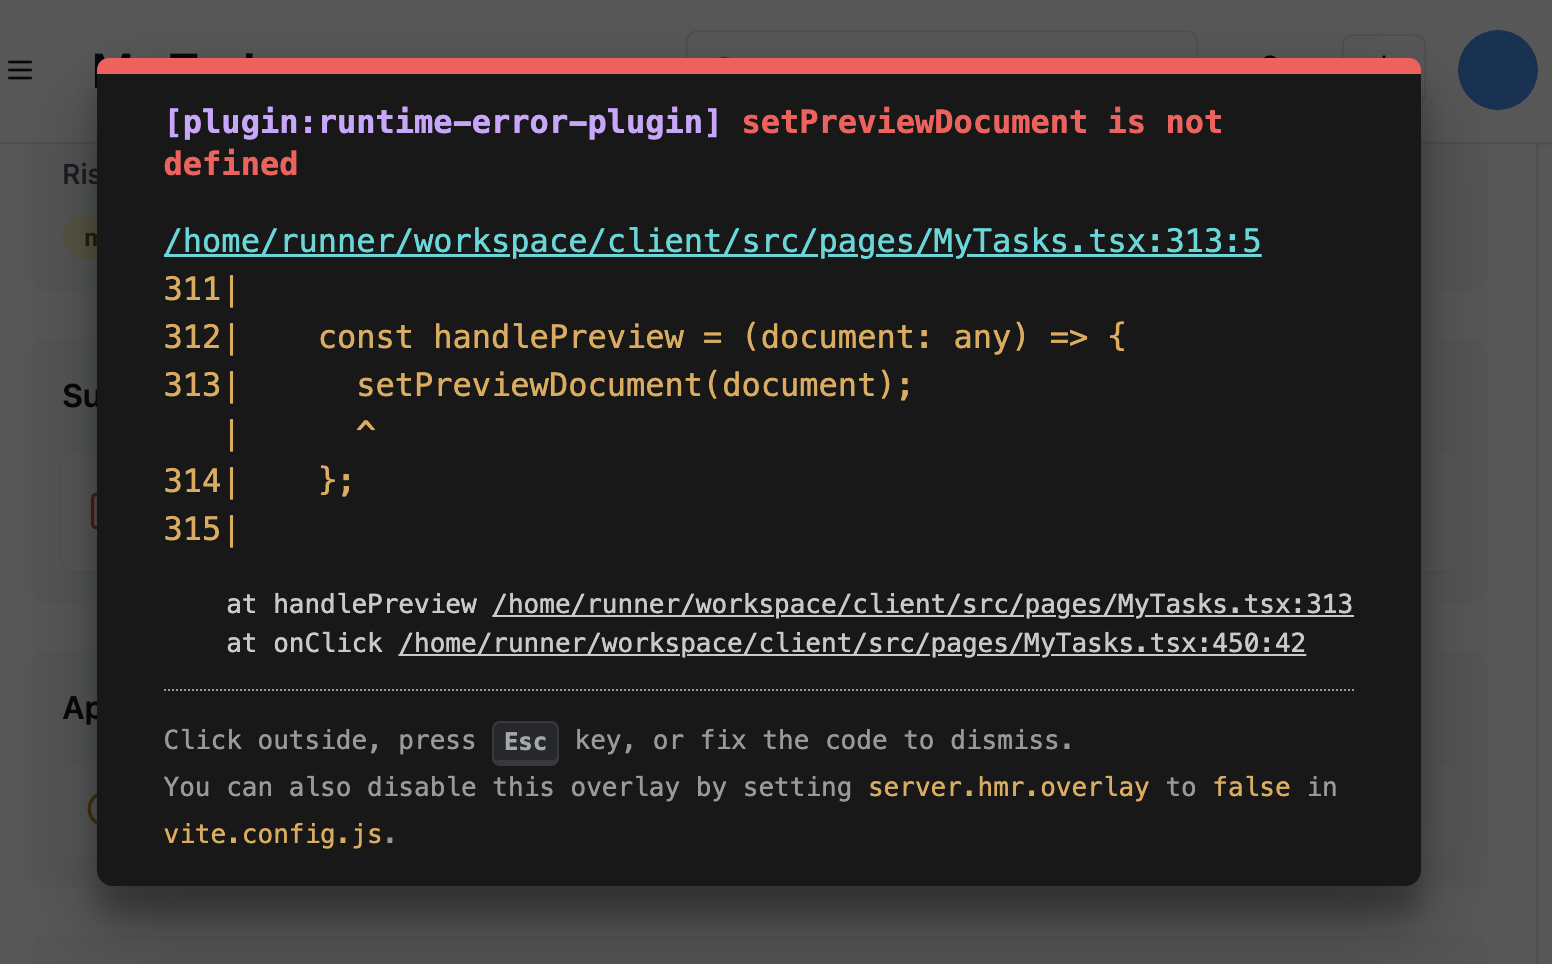 [plugin:runtime-error-plugin] setPreviewDocument is not
defined
/home/runner/workspace/client/src/pages/MyTasks.tsx:313:5
311|
312|    const handlePreview = (document: any) => {
313|      setPreviewDocument(document);
   |      ^
314|    };
315|
at handlePreview /home/runner/workspace/client/src/pages/MyTasks.tsx:313
at onClick /home/runner/workspace/client/src/pages/MyTasks.tsx:450:42
Click outside, press Esc key, or fix the code to dismiss.
You can also disable this overlay by setting server.hmr.overlay to false in
vite.config.js.